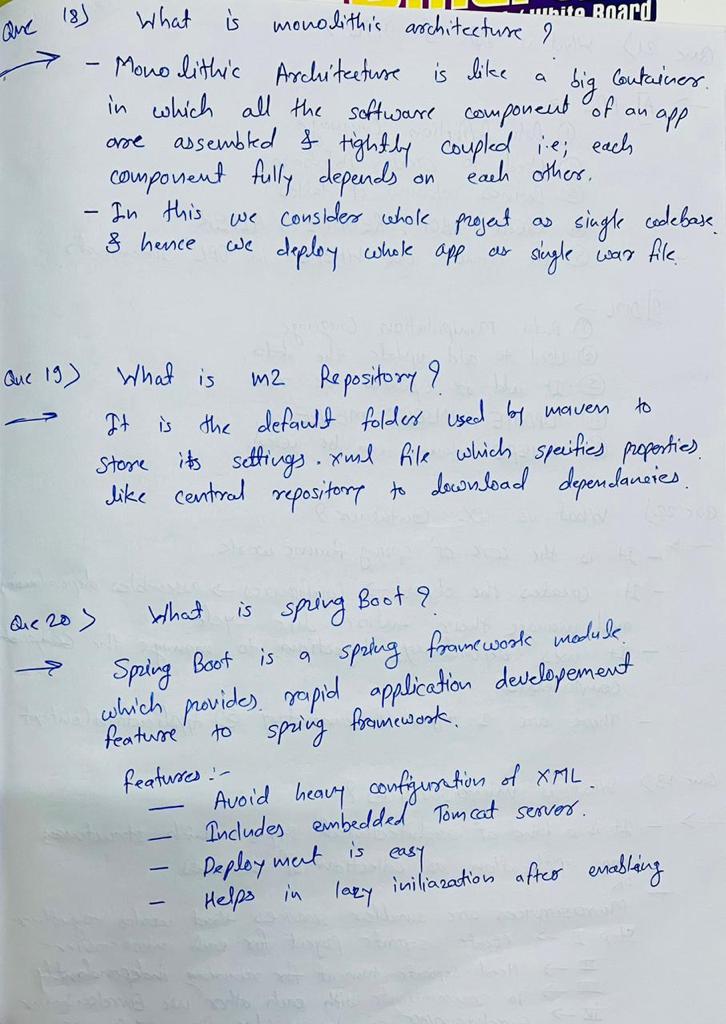 White Board
Que 18) What is monolithic architecture ?
- Monolithic Architecture is like a big Container
in which all the software component of an app
are assembled & tightly coupled i.e; each
component fully depends on each other.
- In this we consider whole project as single codebase
& hence we deploy whole app as single war file
Que 19) What is m2 Repository ?
It is the default folder used by maven to
store its settings.xml file which specifies properties
like central repository to download dependancies.
Que 20) What is spring Boot ?
Spring Boot is a spring framework module
which provides rapid application developement
feature to spring framework.
features :-
— Avoid heavy configuration of XML.
— Includes embedded Tomcat server.
— Deployment is easy
— Helps in lazy iniliazation after enabling